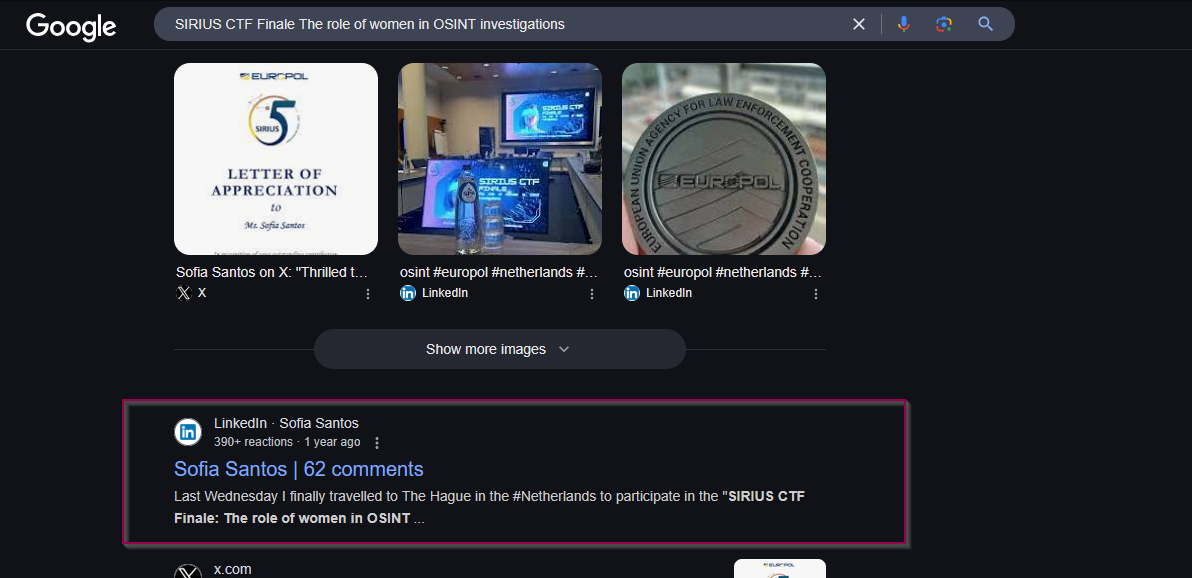 Google
SIRIUS CTF Finale The role of women in OSINT investigations
EUROPOL
SIRIUS 5
LETTER OF
APPRECIATION
to
Ms. Sofia Santos
SIRIUS CTF
FINALE
SIRIUS CTF
FINALE
EUROPEAN UNION AGENCY FOR LAW ENFORCEMENT COOPERATION
EUROPOL
Sofia Santos on X: "Thrilled t...
X
osint #europol #netherlands #...
LinkedIn
osint #europol #netherlands #...
LinkedIn
Show more images
LinkedIn · Sofia Santos
390+ reactions · 1 year ago
Sofia Santos | 62 comments
Last Wednesday I finally travelled to The Hague in the #Netherlands to participate in the "SIRIUS CTF
Finale: The role of women in OSINT ...
x.com
EUROPOL